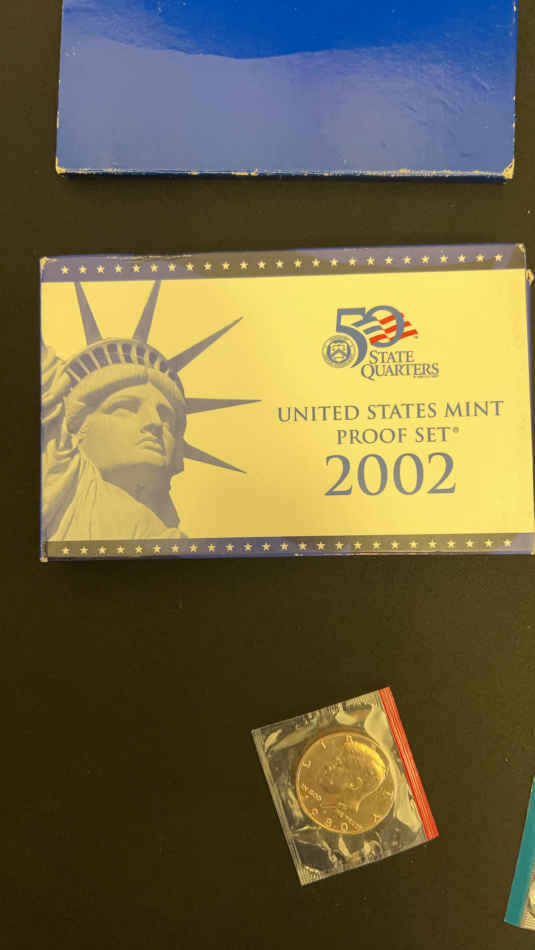 50
STATE
QUARTERS
UNITED STATES MINT
PROOF SET®
2002